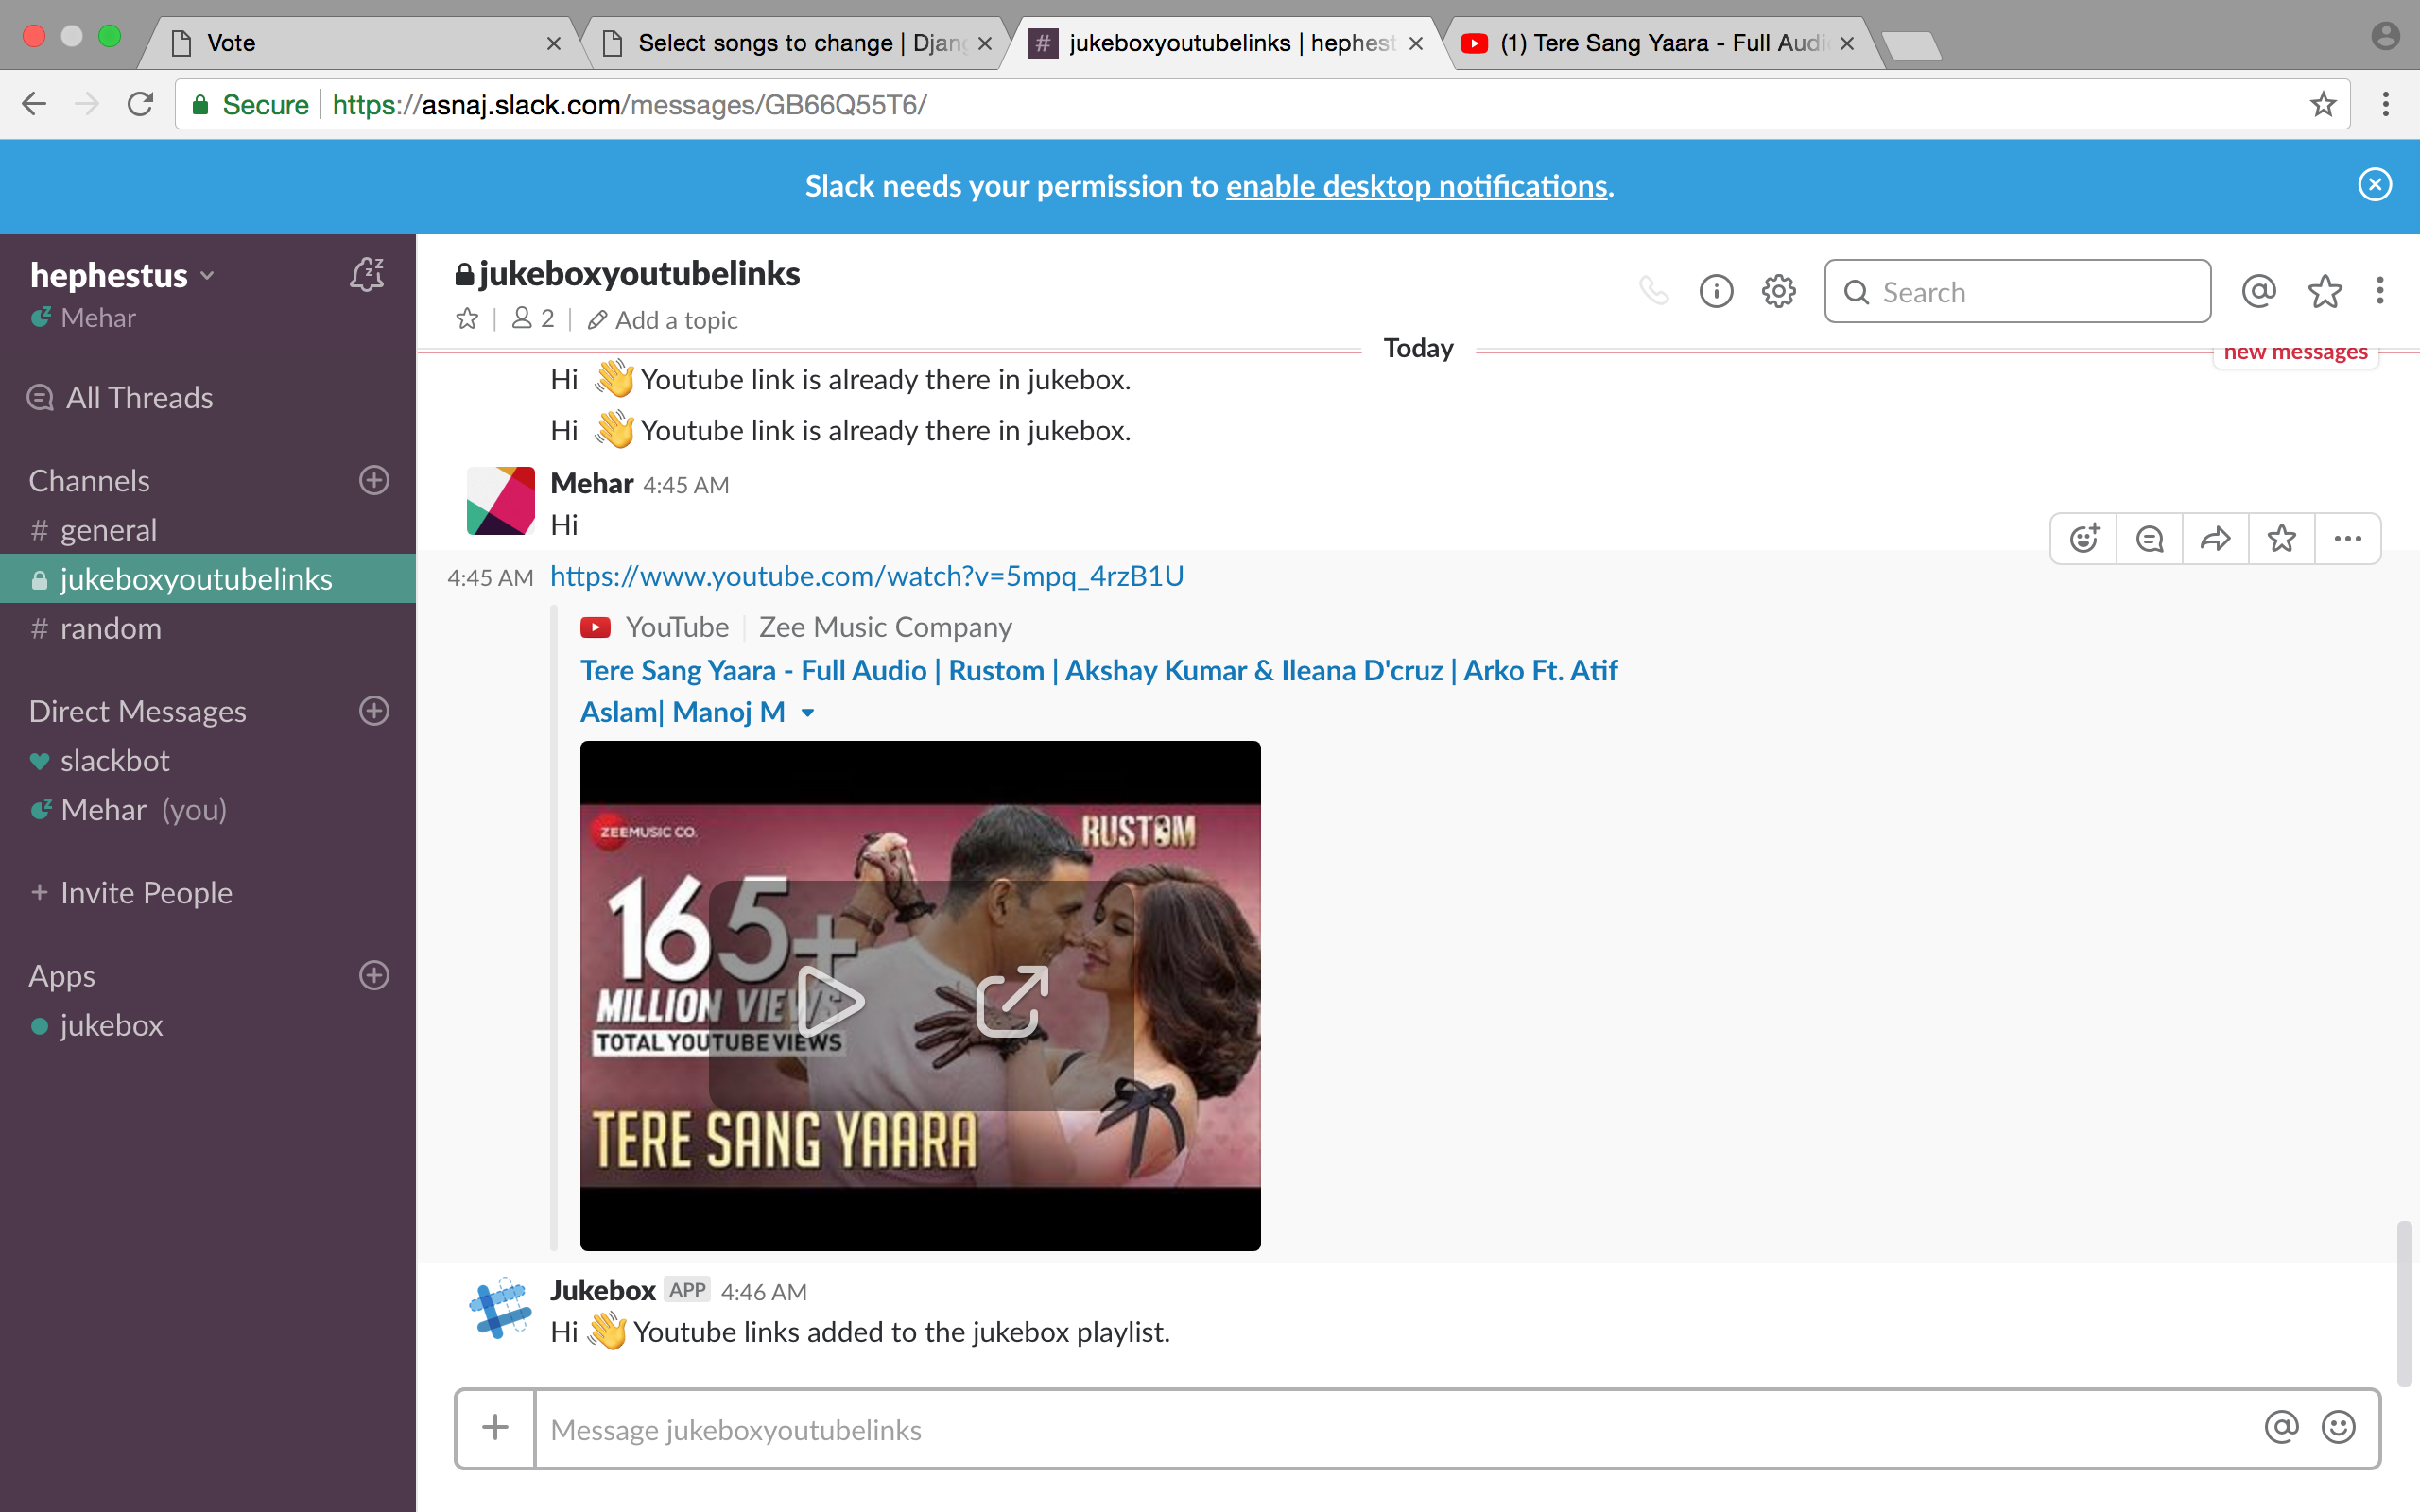 Vote
Select songs to change | Djan
jukeboxyoutubelinks | hephest
(1) Tere Sang Yaara - Full Audi
Secure https://asnaj.slack.com/messages/GB66Q55T6/
Slack needs your permission to enable desktop notifications.
hephestus
Mehar
All Threads
Channels
# general
jukeboxyoutubelinks
# random
Direct Messages
slackbot
Mehar (you)
+ Invite People
Apps
jukebox
jukeboxyoutubelinks
2
Add a topic
Search
Today
new messages
Hi 👋 Youtube link is already there in jukebox.
Hi 👋 Youtube link is already there in jukebox.
Mehar 4:45 AM
Hi
4:45 AM https://www.youtube.com/watch?v=5mpq_4rzB1U
YouTube Zee Music Company
Tere Sang Yaara - Full Audio | Rustom | Akshay Kumar & Ileana D'cruz | Arko Ft. Atif
Aslam| Manoj M
ZEE MUSIC CO.
RUSTOM
165+
MILLION VIEWS
TOTAL YOUTUBE VIEWS
TERE SANG YAARA
Jukebox APP 4:46 AM
Hi 👋 Youtube links added to the jukebox playlist.
Message jukeboxyoutubelinks